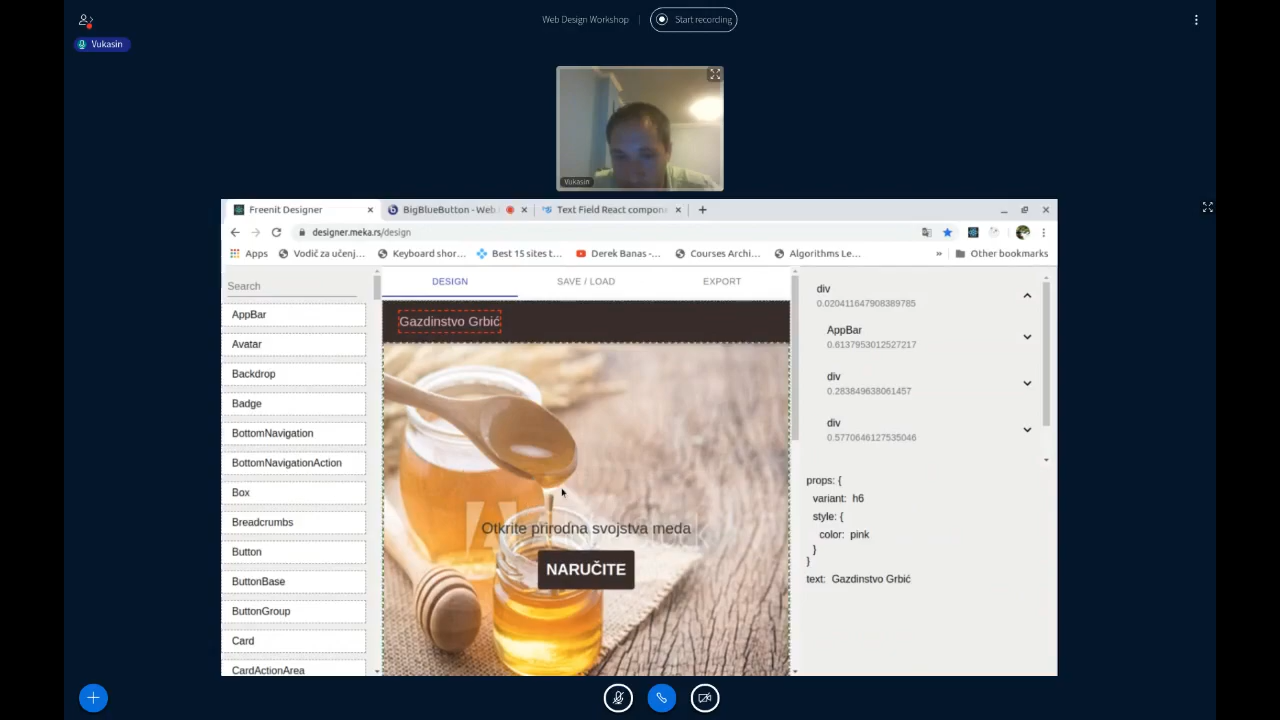 Web Design Workshop
Start recording
Vukasin
Vukasin
Freenit Designer
BigBlueButton - Web
Text Field React compon
designer.meka.rs/design
Apps
Vodič za učenj...
Keyboard shor...
Best 15 sites t...
Derek Banas -...
Courses Archi...
Algorithms Le...
»
Other bookmarks
Search
AppBar
Avatar
Backdrop
Badge
BottomNavigation
BottomNavigationAction
Box
Breadcrumbs
Button
ButtonBase
ButtonGroup
Card
CardActionArea
DESIGN
SAVE / LOAD
EXPORT
Gazdinstvo Grbić
Otkrite prirodna svojstva meda
NARUČITE
div
0.020411647908389785
AppBar
0.6137953012527217
div
0.283849638061457
div
0.5770646127535046
props: {
variant: h6
style: {
color: pink
}
}
text: Gazdinstvo Grbić